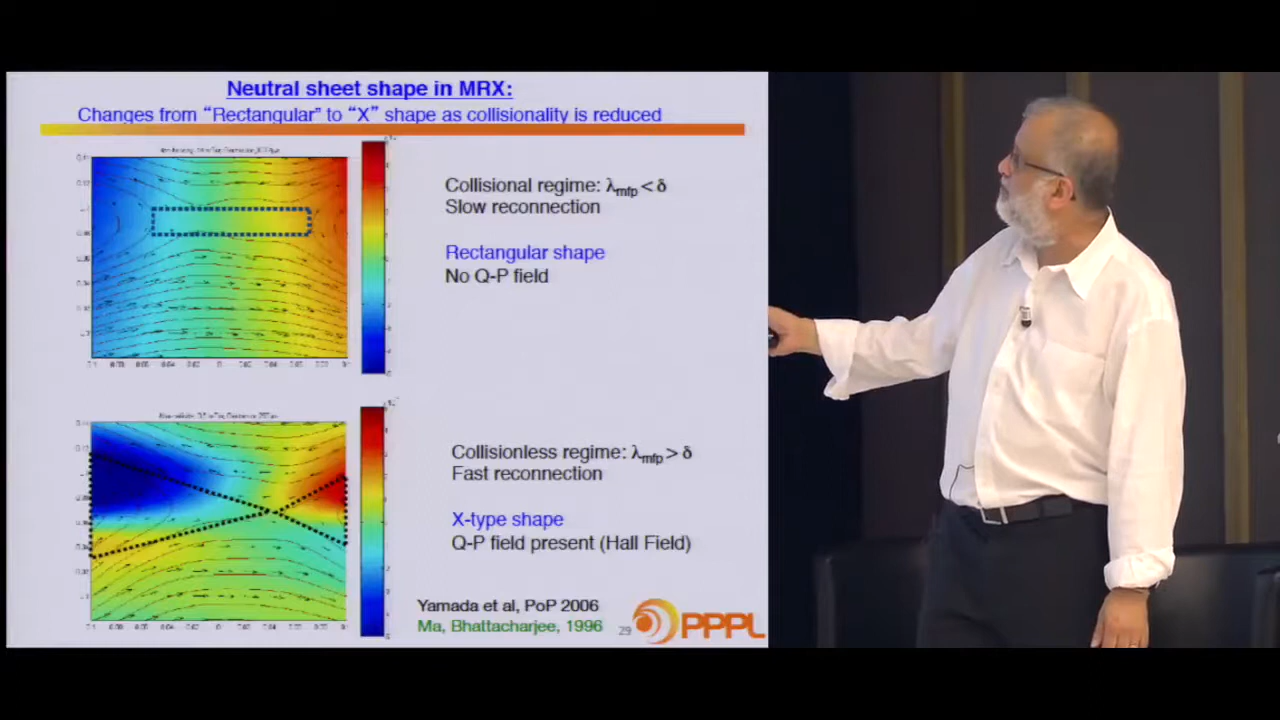 Neutral sheet shape in MRX:
Changes from “Rectangular” to “X” shape as collisionality is reduced
Collisional regime: λmfp < δ
Slow reconnection
Rectangular shape
No Q-P field
Collisionless regime: λmfp > δ
Fast reconnection
X-type shape
Q-P field present (Hall Field)
Yamada et al, PoP 2006
Ma, Bhattacharjee, 1996
29
PPPL